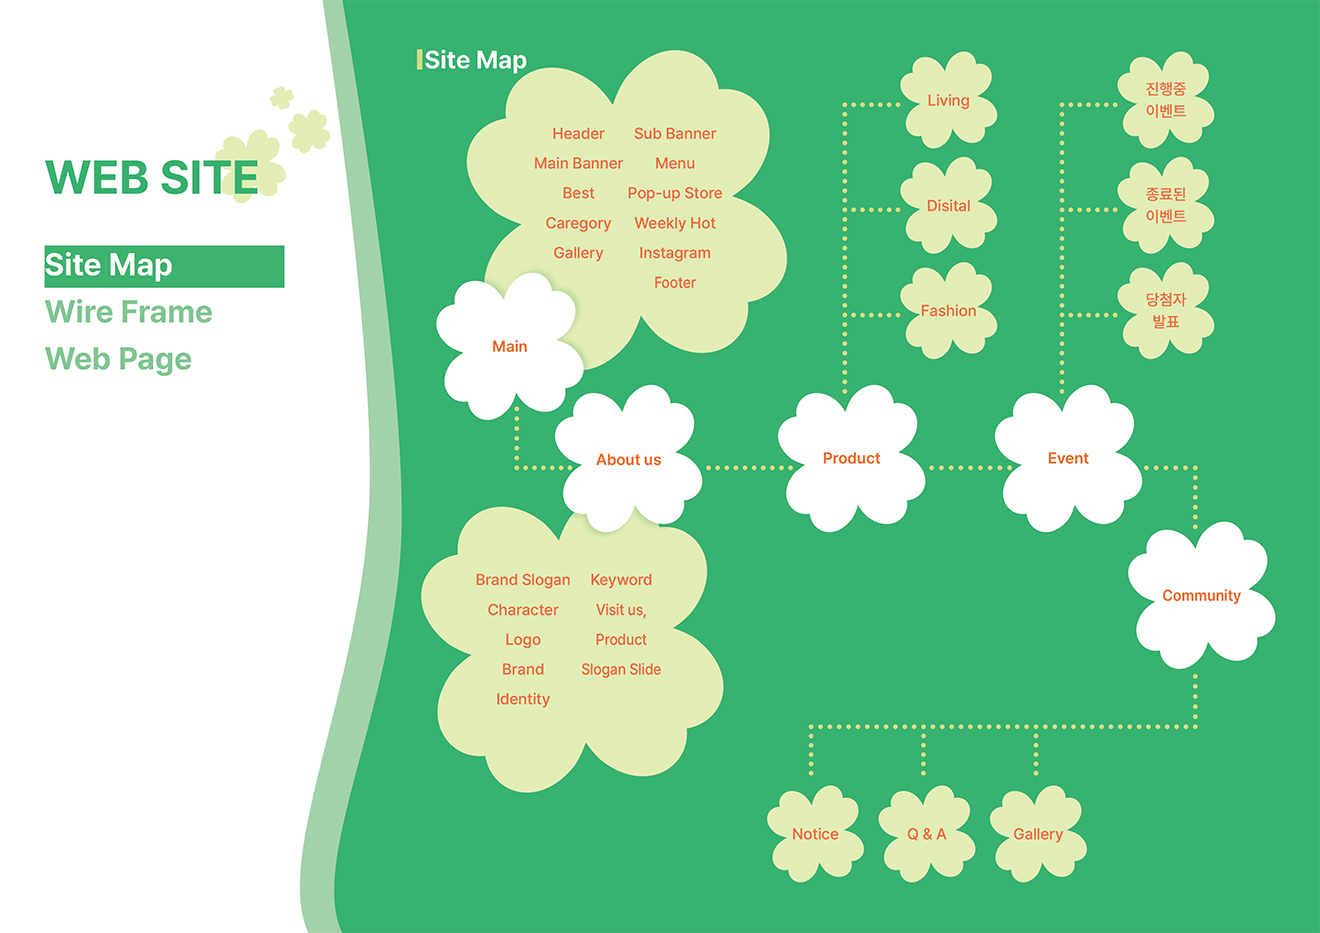 WEB SITE
Site Map
Wire Frame
Web Page
Site Map
Header
Main Banner
Best
Caregory
Gallery
Sub Banner
Menu
Pop-up Store
Weekly Hot
Instagram
Footer
Main
About us
Brand Slogan
Character
Logo
Brand
Identity
Keyword
Visit us,
Product
Slogan Slide
Product
Living
Disital
Fashion
Event
진행중
이벤트
종료된
이벤트
당첨자
발표
Community
Notice
Q & A
Gallery